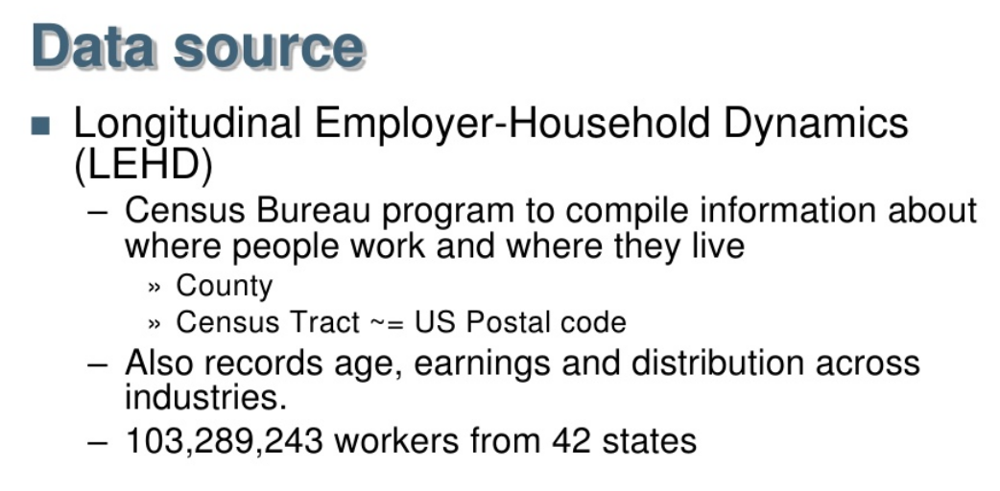 Data source
■ Longitudinal Employer-Household Dynamics
(LEHD)
– Census Bureau program to compile information about
where people work and where they live
» County
» Census Tract ~= US Postal code
– Also records age, earnings and distribution across
industries.
– 103,289,243 workers from 42 states